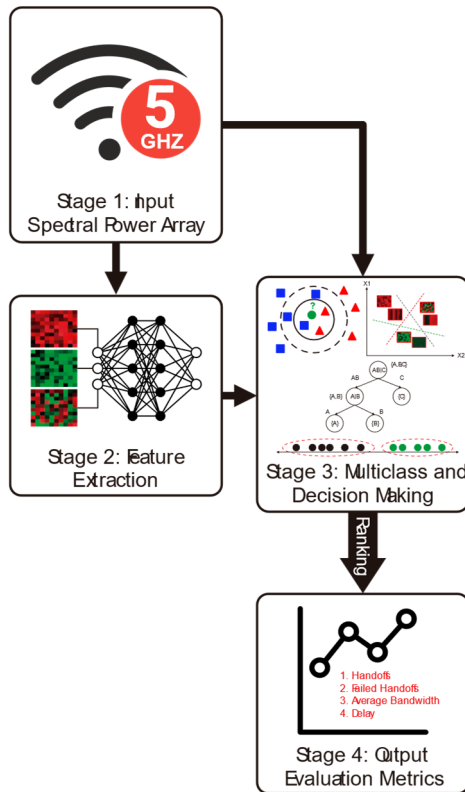 5
GHZ
Stage 1: Input
Spectral Power Array
Stage 2: Feature
Extraction
?
X1
X2
{A,B,C}
AB|C
AB
C
{A,B}
A|B
{C}
A
B
{A}
{B}
Stage 3: Multiclass and
Decision Making
Ranking
1. Handoffs
2. Failed Handoffs
3. Average Bandwidth
4. Delay
Stage 4: Output
Evaluation Metrics